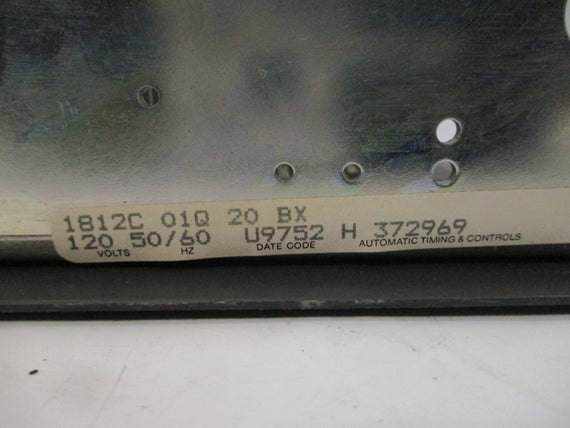 1812C 01Q 20 BX
120 50/60 U9752 H 372969
VOLTS HZ DATE CODE AUTOMATIC TIMING & CONTROLS